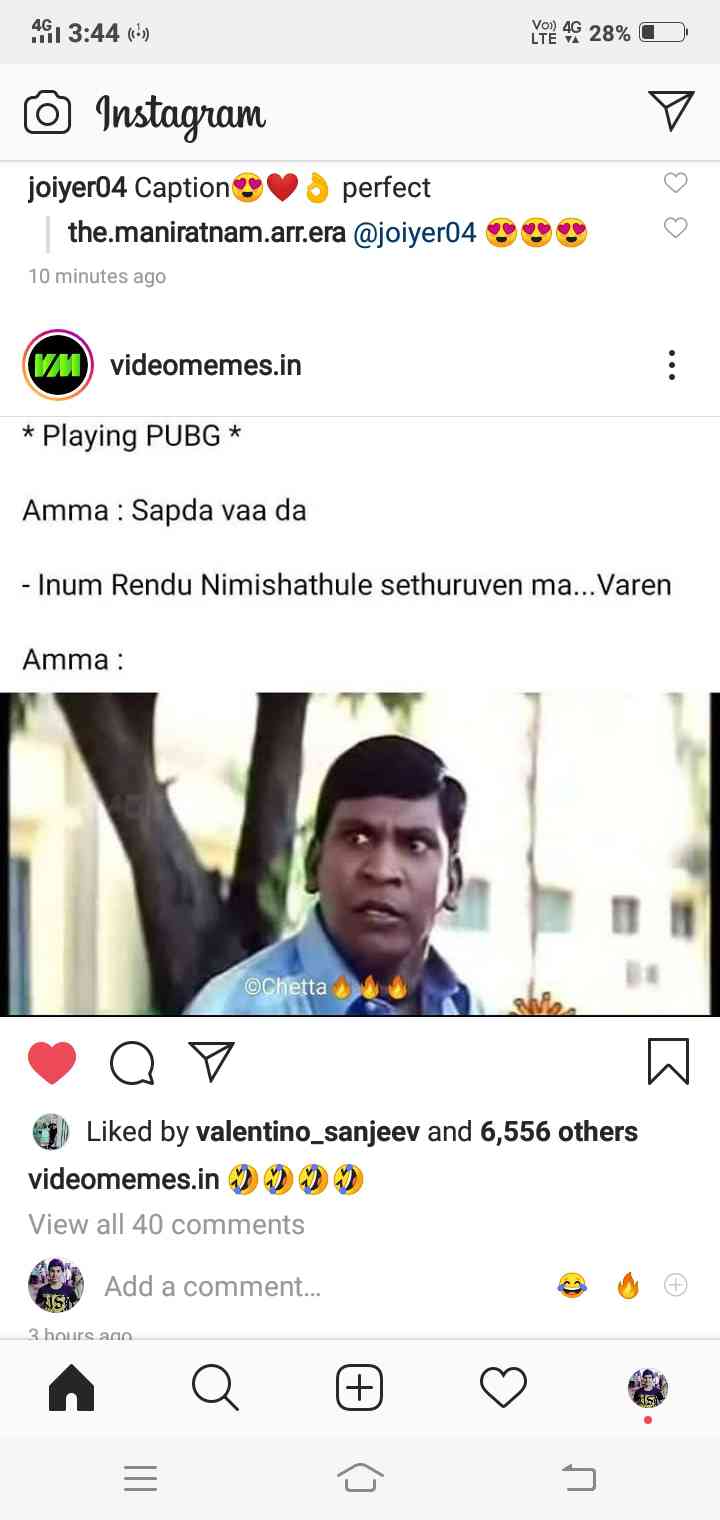 4G 3:44 VoLTE 4G 28%
Instagram
joiyer04 Caption😍❤️👌 perfect
the.maniratnam.arr.era @joiyer04 😍😍😍
10 minutes ago
VM videomemes.in
* Playing PUBG *
Amma : Sapda vaa da
- Inum Rendu Nimishathule sethuruven ma...Varen
Amma :
©Chetta🔥🔥🔥
Liked by valentino_sanjeev and 6,556 others
videomemes.in 🤣🤣🤣🤣
View all 40 comments
Add a comment... 😂 🔥
3 hours ago